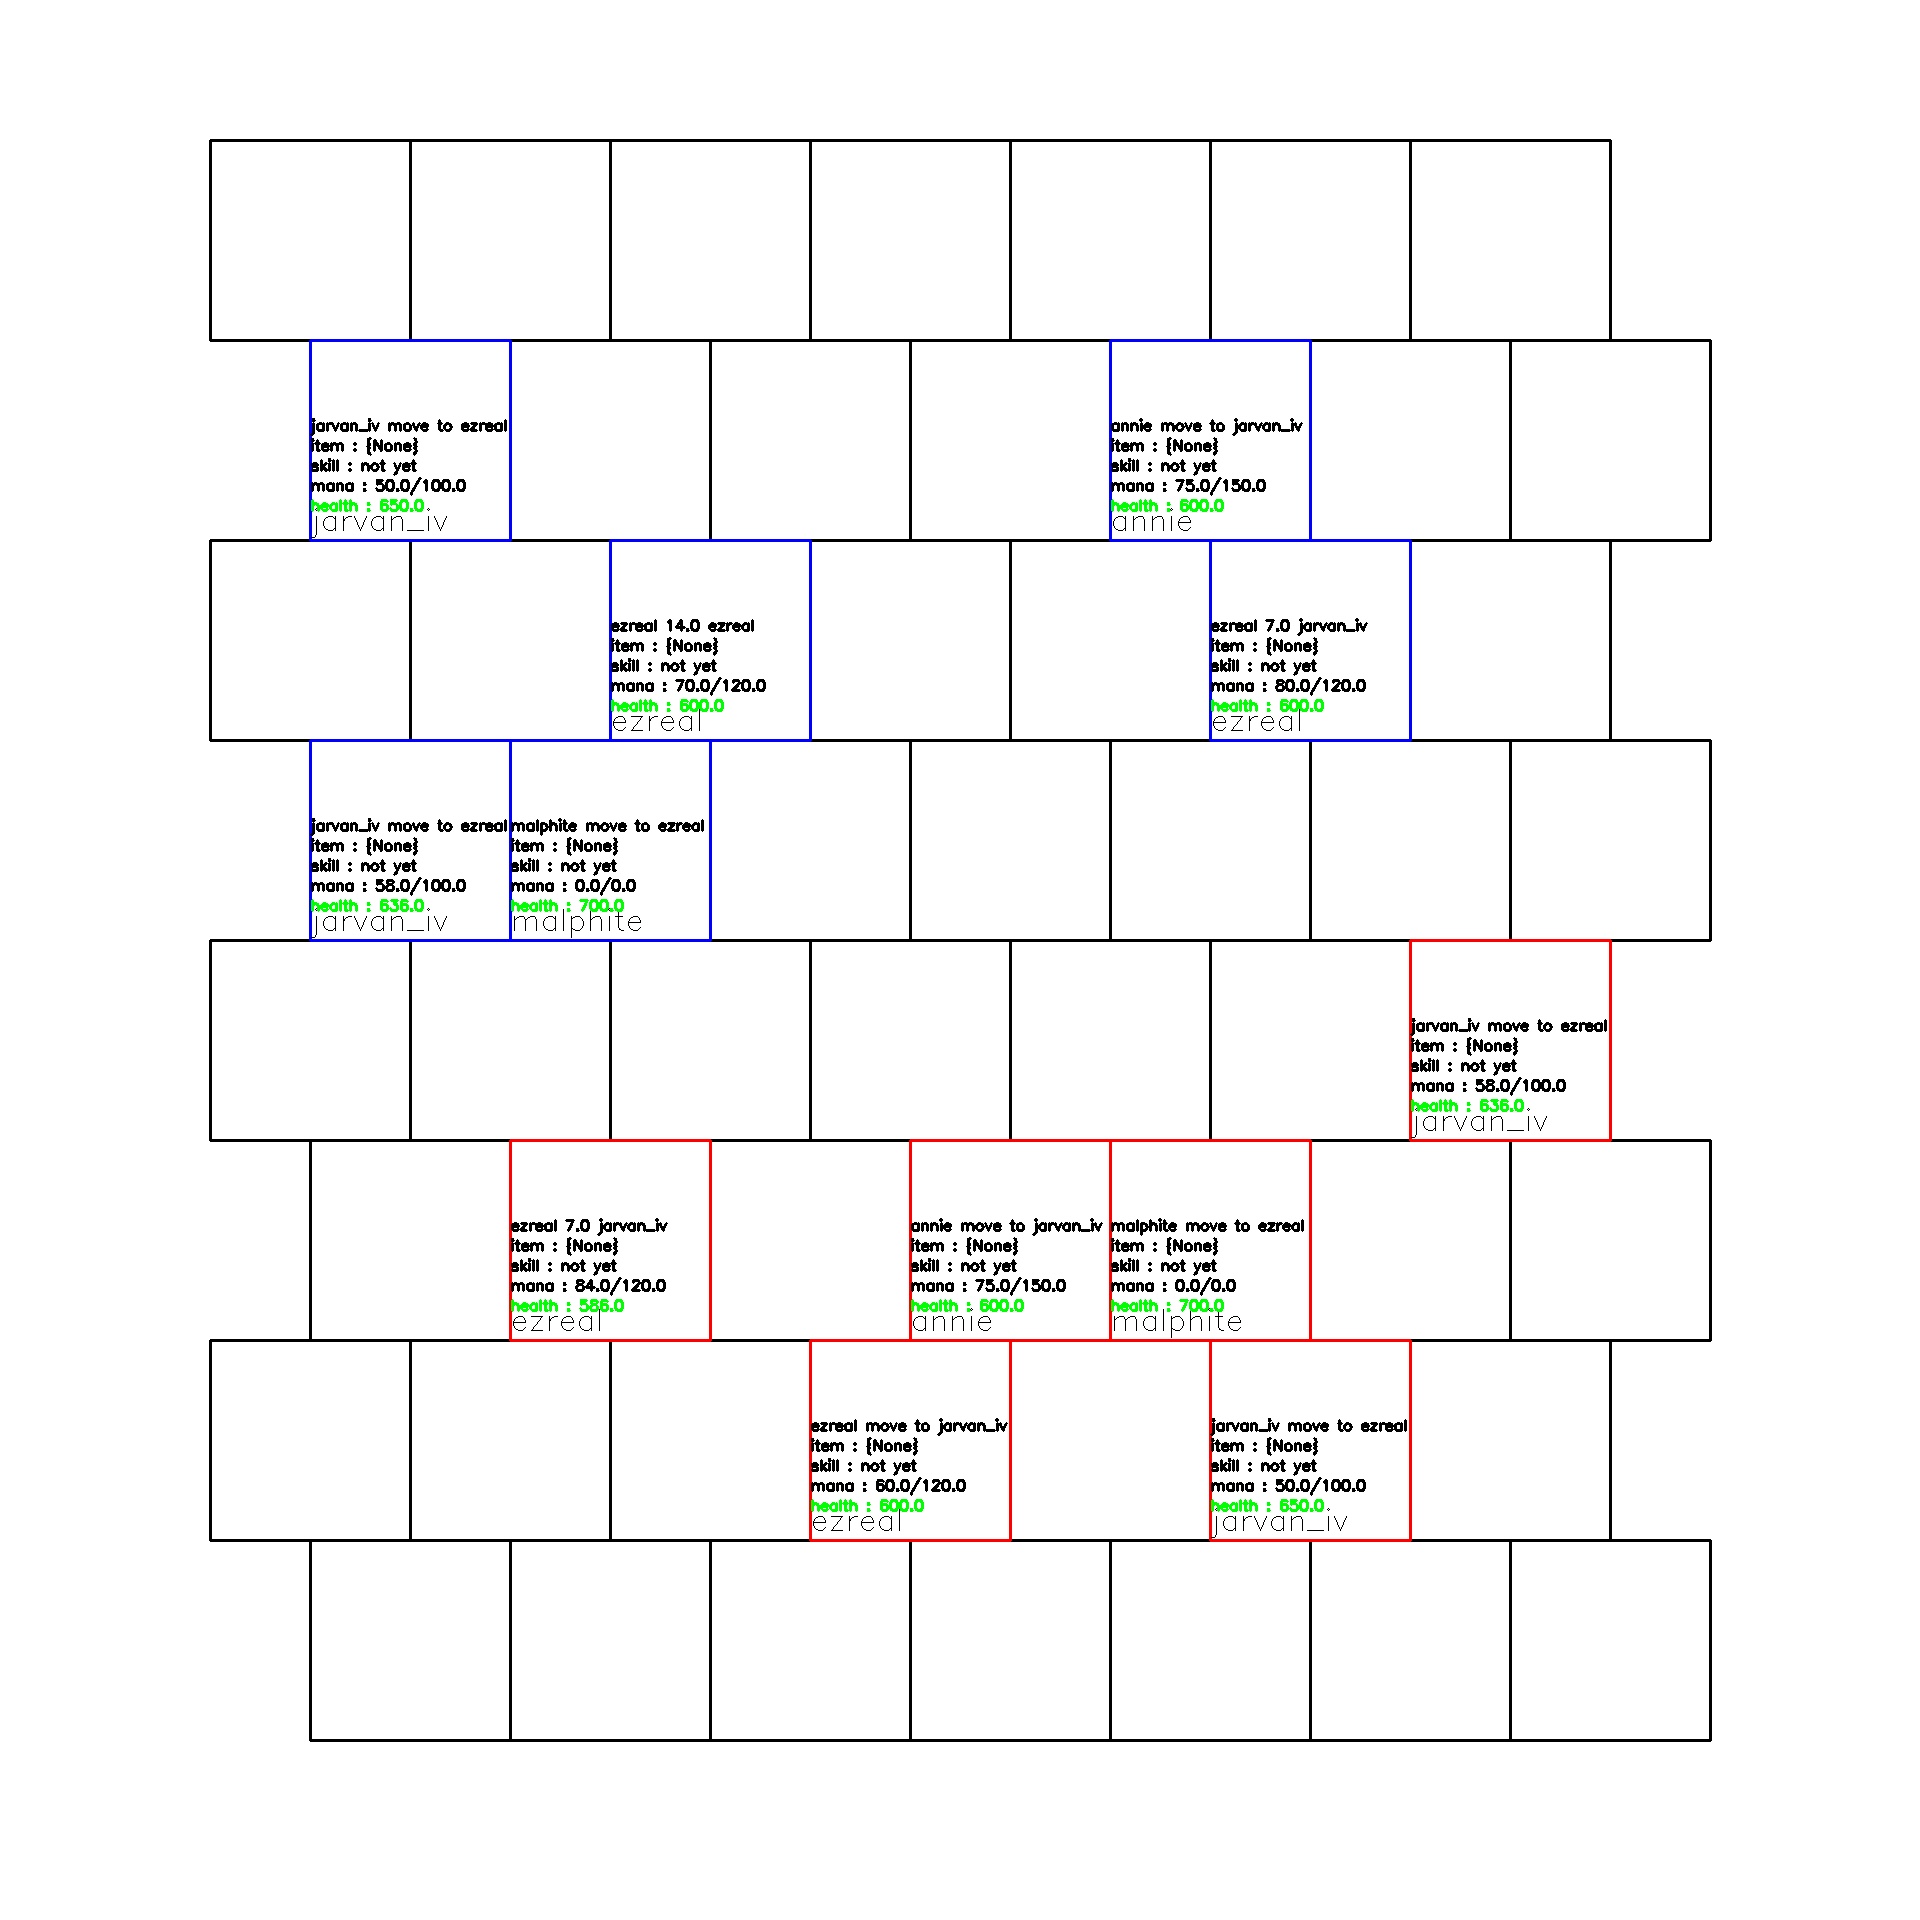 jarvan_iv move to ezreal
item : {None}
skill : not yet
mana : 50.0/100.0
health : 650.0
jarvan_iv
annie move to jarvan_iv
item : {None}
skill : not yet
mana : 75.0/150.0
health : 600.0
annie
ezreal 14.0 ezreal
item : {None}
skill : not yet
mana : 70.0/120.0
health : 600.0
ezreal
ezreal 7.0 jarvan_iv
item : {None}
skill : not yet
mana : 80.0/120.0
health : 600.0
ezreal
jarvan_iv move to ezreal
item : {None}
skill : not yet
mana : 58.0/100.0
health : 636.0
jarvan_iv
malphite move to ezreal
item : {None}
skill : not yet
mana : 0.0/0.0
health : 700.0
malphite
jarvan_iv move to ezreal
item : {None}
skill : not yet
mana : 58.0/100.0
health : 636.0
jarvan_iv
ezreal 7.0 jarvan_iv
item : {None}
skill : not yet
mana : 84.0/120.0
health : 586.0
ezreal
annie move to jarvan_iv
item : {None}
skill : not yet
mana : 75.0/150.0
health : 600.0
annie
malphite move to ezreal
item : {None}
skill : not yet
mana : 0.0/0.0
health : 700.0
malphite
ezreal move to jarvan_iv
item : {None}
skill : not yet
mana : 60.0/120.0
health : 600.0
ezreal
jarvan_iv move to ezreal
item : {None}
skill : not yet
mana : 50.0/100.0
health : 650.0
jarvan_iv